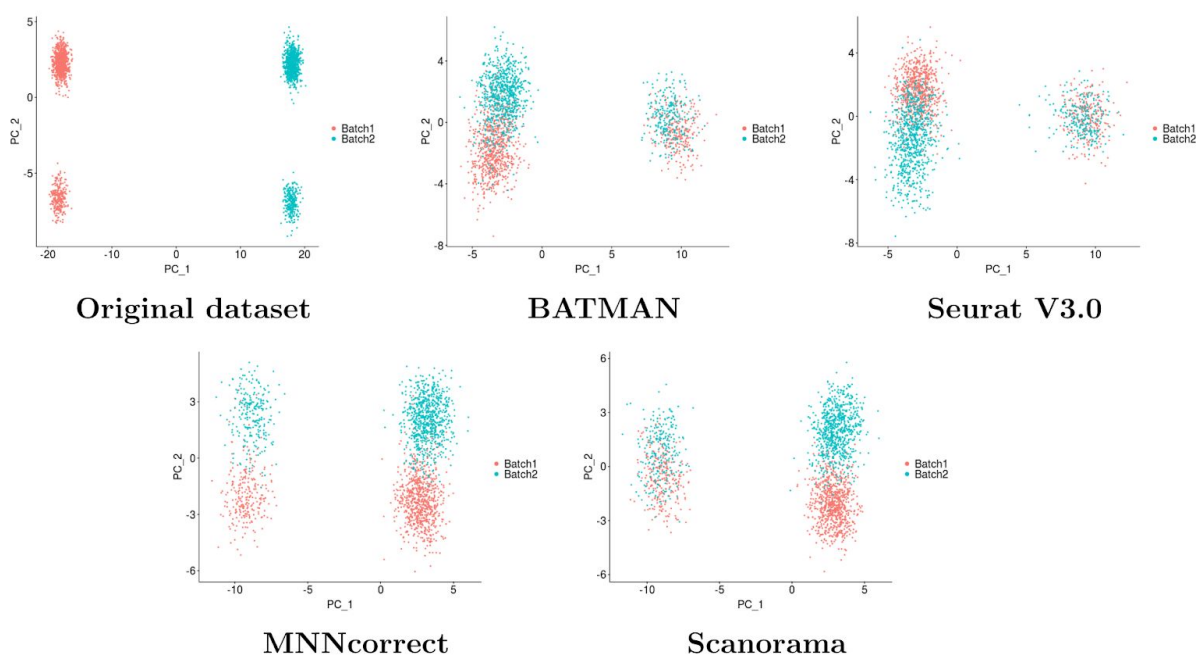 5
0
-5
PC_2
-20
-10
0
10
20
PC_1
Batch1
Batch2
Original dataset
4
0
-4
-8
PC_2
-5
0
5
10
PC_1
Batch1
Batch2
BATMAN
4
0
-4
-8
PC_2
-5
0
5
10
PC_1
Batch1
Batch2
Seurat V3.0
3
0
-3
-6
PC_2
-10
-5
0
5
PC_1
Batch1
Batch2
MNNcorrect
6
3
0
-3
-6
PC_2
-10
-5
0
5
PC_1
Batch1
Batch2
Scanorama